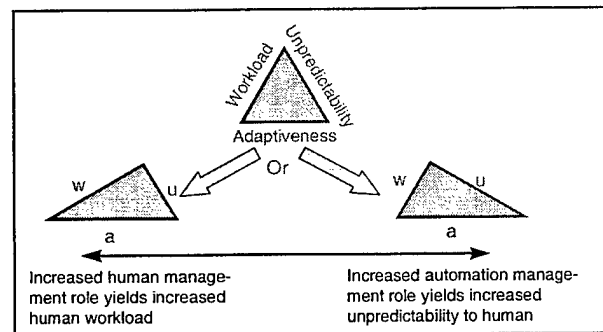 Workload
Unpredictability
Adaptiveness
Or
w
u
a
w
u
a
Increased human manage-
ment role yields increased
human workload
Increased automation manage-
ment role yields increased
unpredictability to human